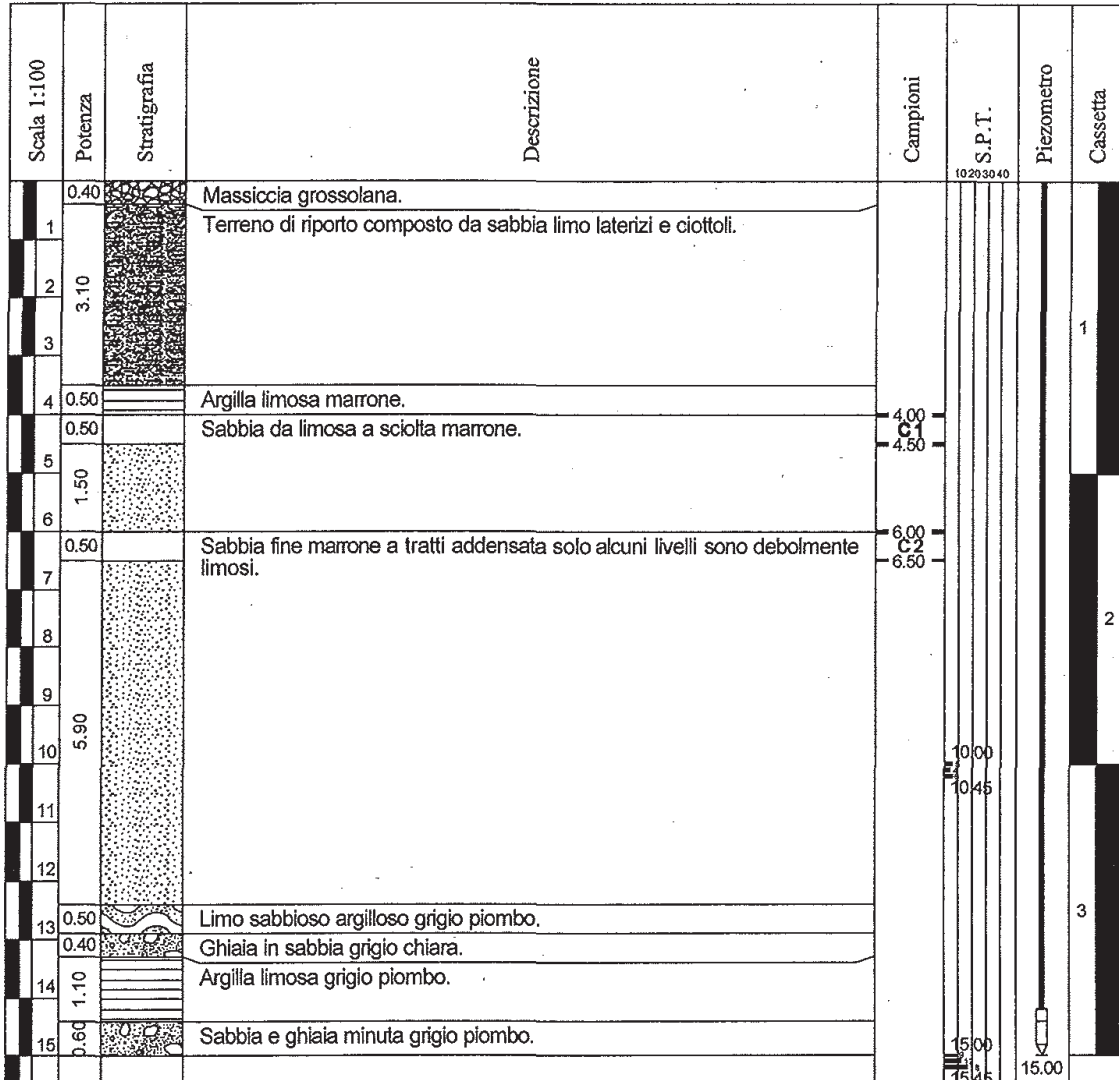 Scala 1:100
Potenza
Stratigrafia
Descrizione
Campioni
S.P.T.
10 20 30 40
Piezometro
Cassetta
0.40
Massiccia grossolana.
Terreno di riporto composto da sabbia limo laterizi e ciottoli.
1
2
3.10
3
1
4
0.50
Argilla limosa marrone.
0.50
Sabbia da limosa a sciolta marrone.
4.00
C1
4.50
5
1.50
6
0.50
Sabbia fine marrone a tratti addensata solo alcuni livelli sono debolmente
limosi.
6.00
C2
6.50
7
8
2
9
5.90
10
10.00
10.45
11
12
13
0.50
Limo sabbioso argilloso grigio piombo.
3
0.40
Ghiaia in sabbia grigio chiara.
14
1.10
Argilla limosa grigio piombo.
15
0.60
Sabbia e ghiaia minuta grigio piombo.
15.00
15.45
15.00